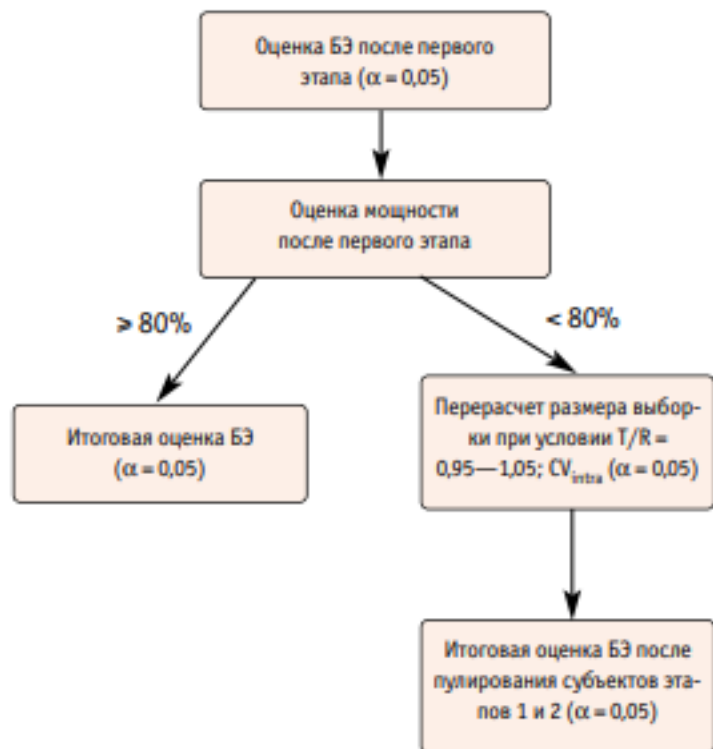 Оценка БЭ после первого
этапа (α = 0,05)
Оценка мощности
после первого этапа
≥ 80%
< 80%
Итоговая оценка БЭ
(α = 0,05)
Перерасчет размера выбор-
ки при условии T/R =
0,95—1,05; CVintra (α = 0,05)
Итоговая оценка БЭ после
пулирования субъектов эта-
пов 1 и 2 (α = 0,05)